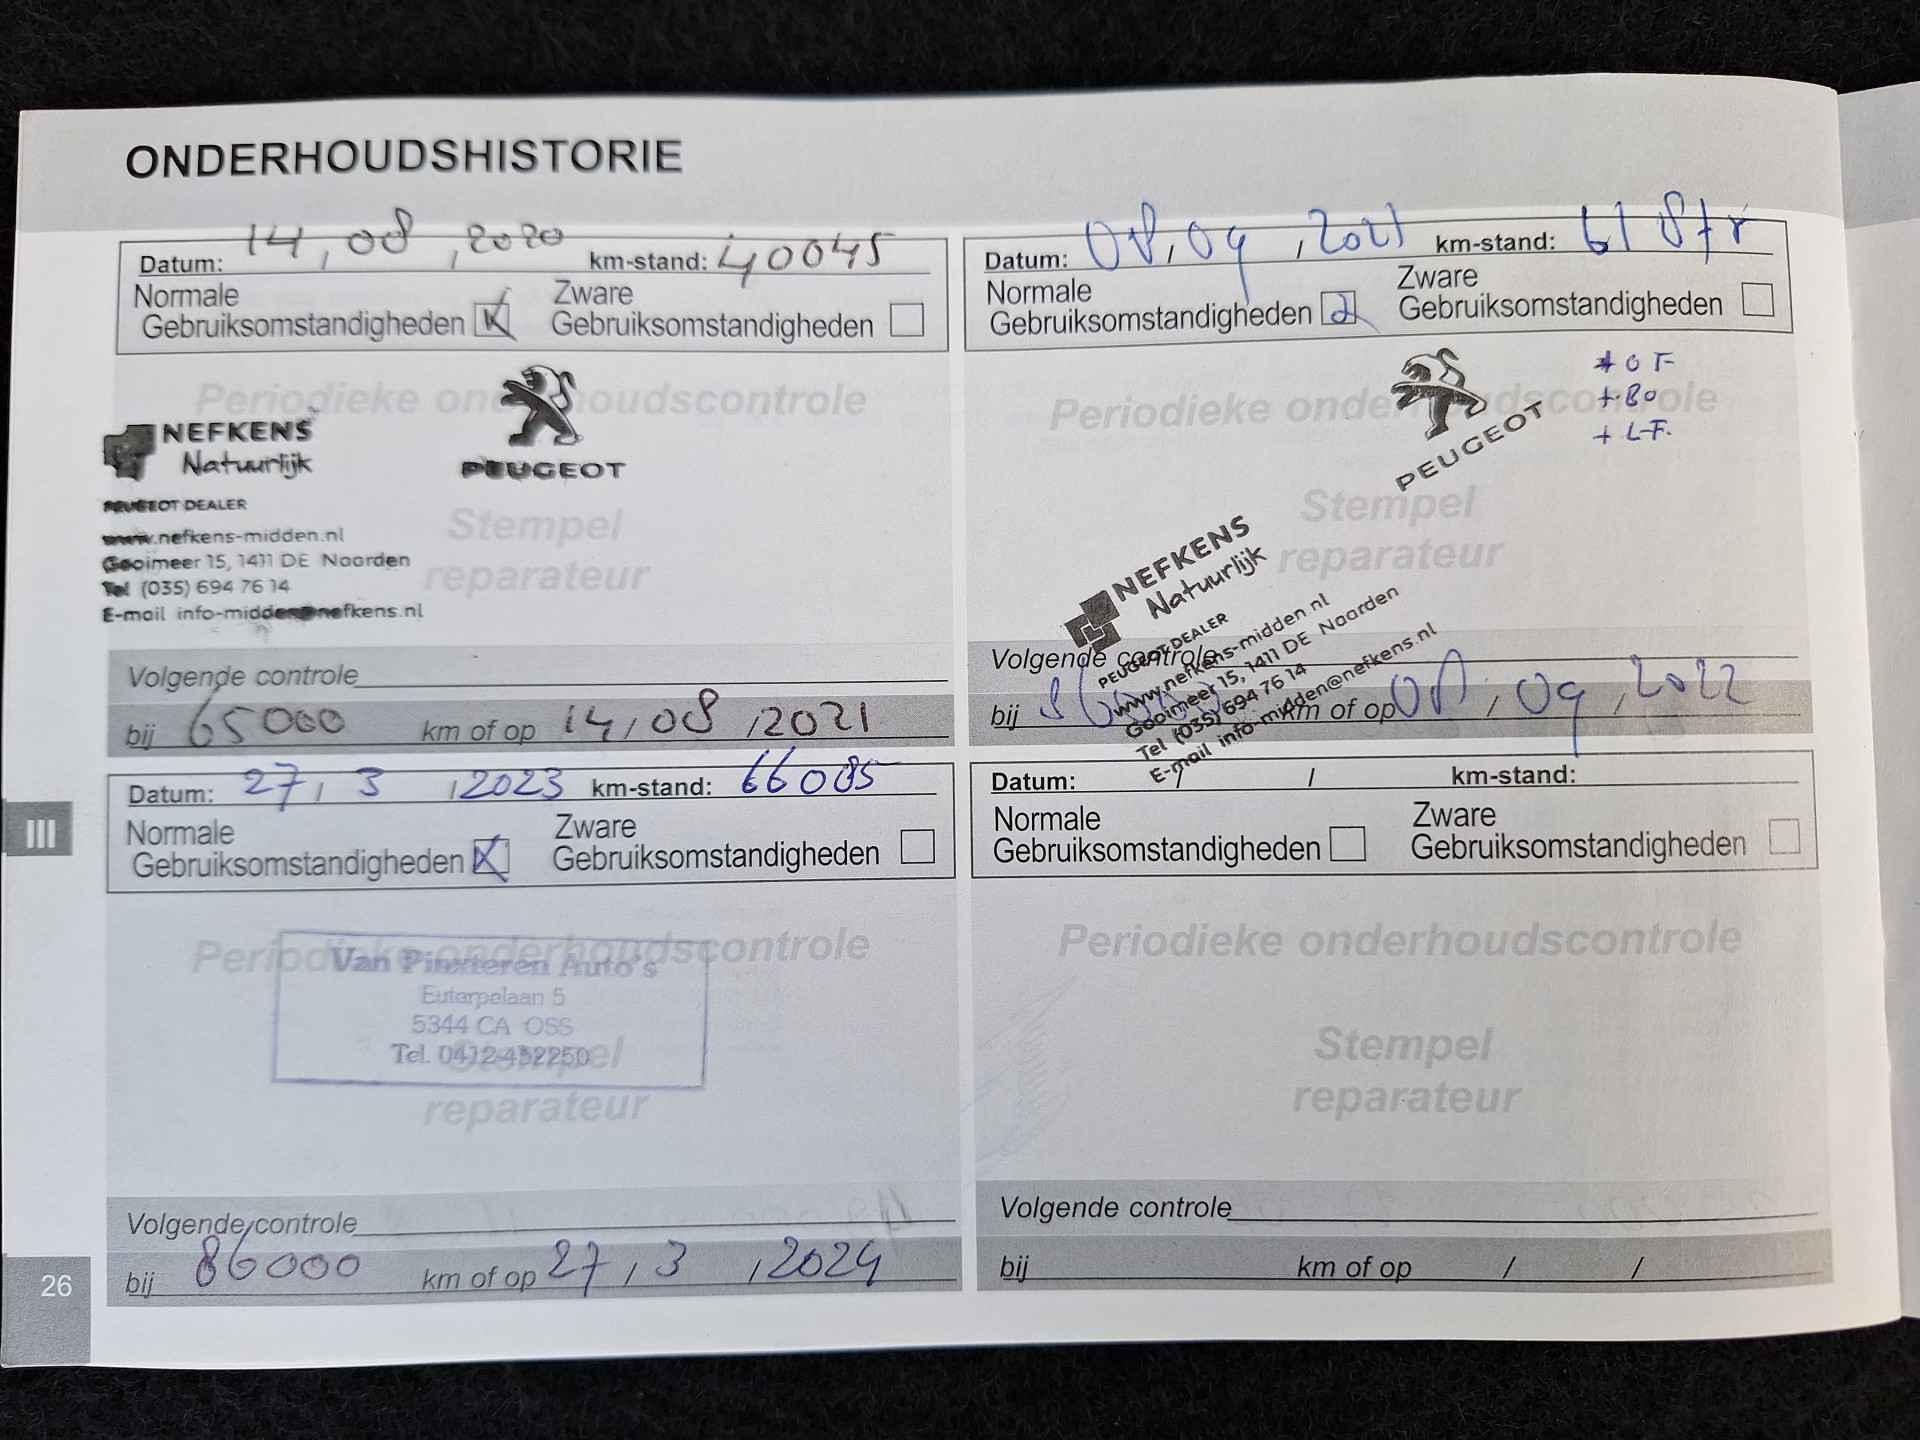 ONDERHOUDSHISTORIE
Datum: 14, 08, 2020 km-stand: 40045
Normale
Gebruiksomstandigheden
Zware
Gebruiksomstandigheden
Periodieke onderhoudscontrole
NEFKENS
Natuurlijk
PEUGEOT
PEUGEOT DEALER
www.nefkens-midden.nl
Gooimeer 15, 1411 DE Naarden
Tel (035) 694 76 14
E-mail info-midden@nefkens.nl
Stempel
reparateur
Volgende controle
bij 65000 km of op 14, 08, 2021
Datum: 08, 09, 2021 km-stand:
Normale
Gebruiksomstandigheden
Zware
Gebruiksomstandigheden
Periodieke onderhoudscontrole
PEUGEOT
+ O F
+ BO
+ L-F.
Stempel
reparateur
NEFKENS
Natuurlijk
PEUGEOT DEALER
www.nefkens-midden.nl
Gooimeer 15, 1411 DE Naarden
Tel (035) 694 76 14
E-mail info-midden@nefkens.nl
Volgende controle
bij km of op 08, 09, 2022
Datum: 27, 3, 2023 km-stand: 66085
Normale
Gebruiksomstandigheden
Zware
Gebruiksomstandigheden
Periodieke onderhoudscontrole
Van Pinxteren Auto's
Euterpelaan 5
5344 CA OSS
Tel. 0412-452250
Stempel
reparateur
Volgende controle
bij 86000 km of op 27, 3, 2024
Datum: / / km-stand:
Normale
Gebruiksomstandigheden
Zware
Gebruiksomstandigheden
Periodieke onderhoudscontrole
Stempel
reparateur
Volgende controle
bij km of op / /
III
26